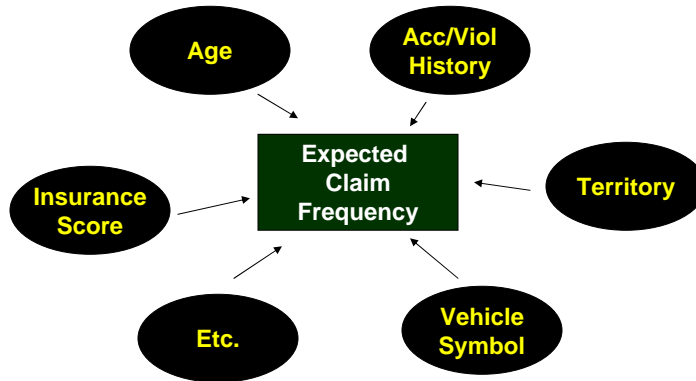 Age
Acc/Viol
History
Expected
Claim
Frequency
Insurance
Score
Territory
Etc.
Vehicle
Symbol